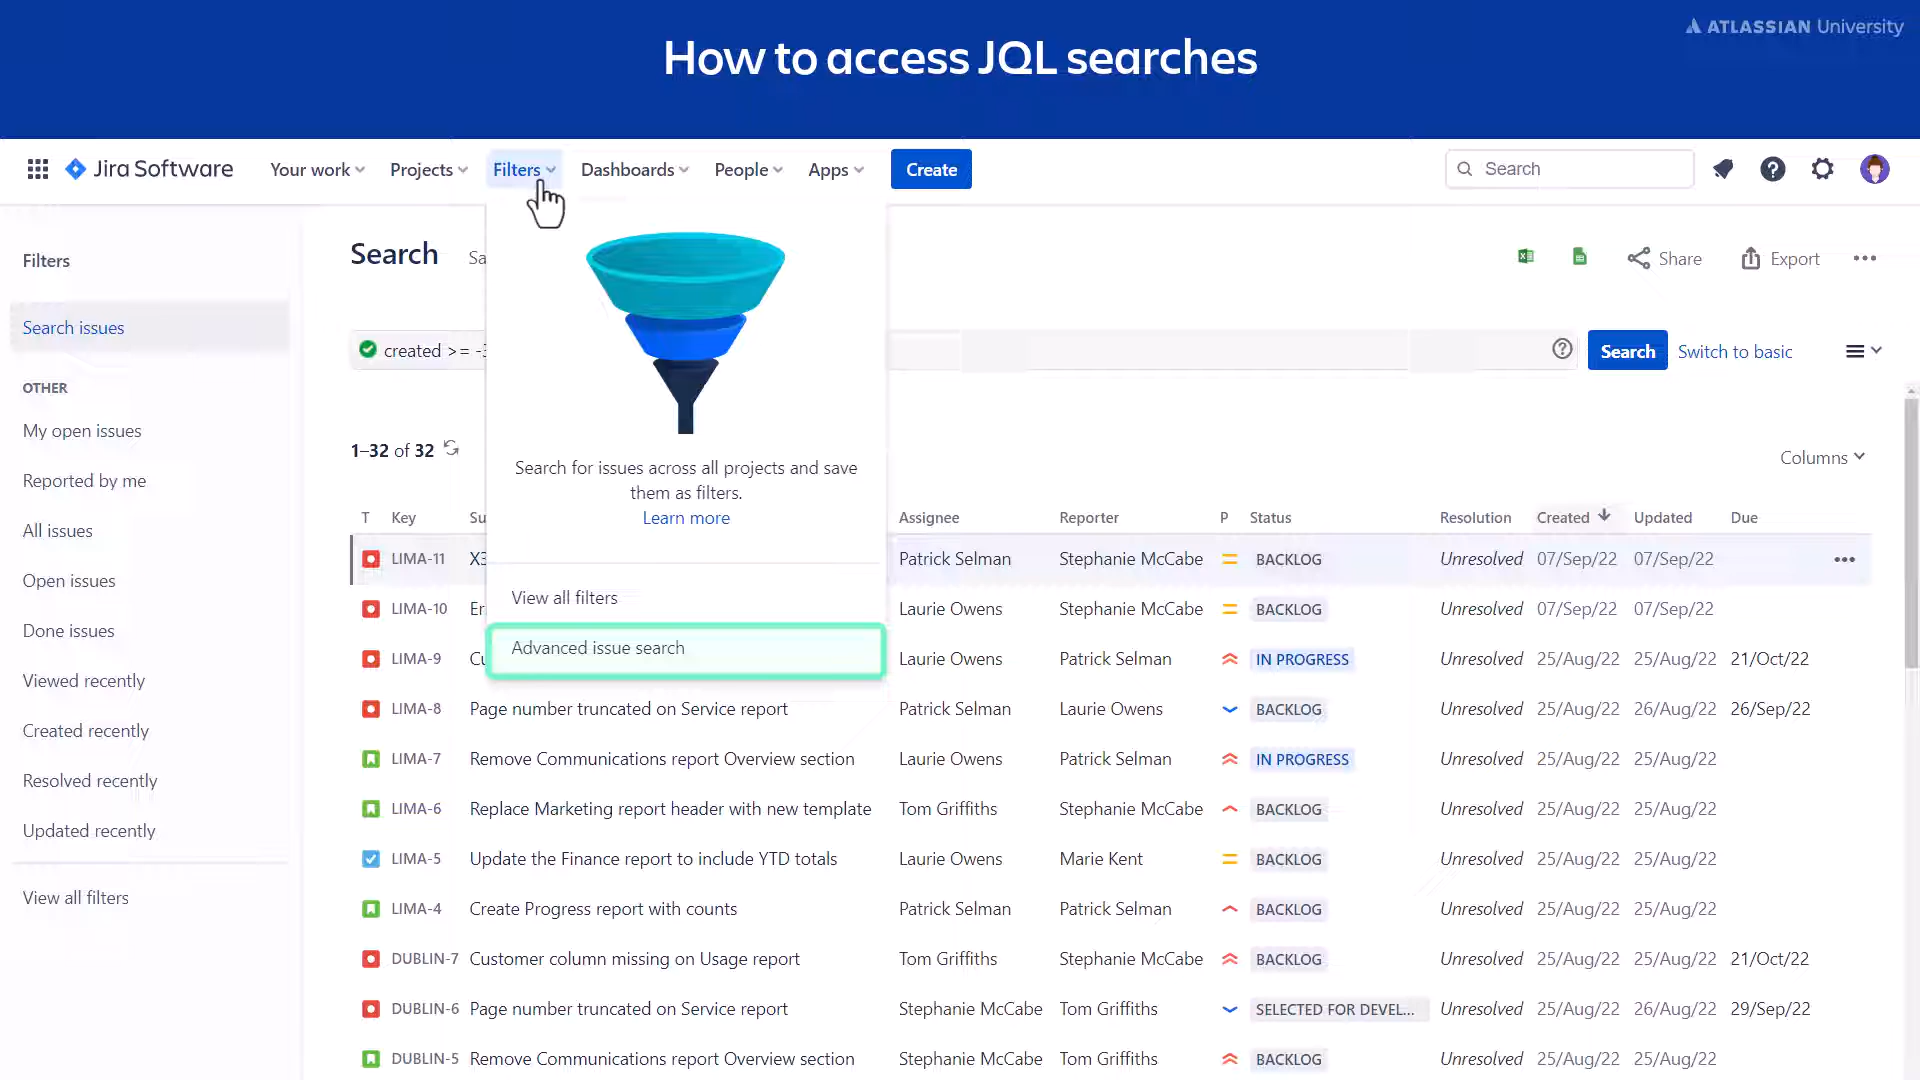 ATLASSIAN University
How to access JQL searches
Jira Software Your work Projects Filters Dashboards People Apps Create Search
Filters
Search issues
OTHER
My open issues
Reported by me
All issues
Open issues
Done issues
Viewed recently
Created recently
Resolved recently
Updated recently
View all filters
Search Sa Share Export
created >= -3 Search Switch to basic
1–32 of 32 Columns
Search for issues across all projects and save
them as filters.
Learn more
View all filters
Advanced issue search
T Key Su Assignee Reporter P Status Resolution Created Updated Due
LIMA-11 X3 Patrick Selman Stephanie McCabe BACKLOG Unresolved 07/Sep/22 07/Sep/22
LIMA-10 Er Laurie Owens Stephanie McCabe BACKLOG Unresolved 07/Sep/22 07/Sep/22
LIMA-9 Cu Laurie Owens Patrick Selman IN PROGRESS Unresolved 25/Aug/22 25/Aug/22 21/Oct/22
LIMA-8 Page number truncated on Service report Patrick Selman Laurie Owens BACKLOG Unresolved 25/Aug/22 26/Aug/22 26/Sep/22
LIMA-7 Remove Communications report Overview section Laurie Owens Patrick Selman IN PROGRESS Unresolved 25/Aug/22 25/Aug/22
LIMA-6 Replace Marketing report header with new template Tom Griffiths Stephanie McCabe BACKLOG Unresolved 25/Aug/22 25/Aug/22
LIMA-5 Update the Finance report to include YTD totals Laurie Owens Marie Kent BACKLOG Unresolved 25/Aug/22 25/Aug/22
LIMA-4 Create Progress report with counts Patrick Selman Patrick Selman BACKLOG Unresolved 25/Aug/22 25/Aug/22
DUBLIN-7 Customer column missing on Usage report Tom Griffiths Stephanie McCabe BACKLOG Unresolved 25/Aug/22 25/Aug/22 21/Oct/22
DUBLIN-6 Page number truncated on Service report Stephanie McCabe Tom Griffiths SELECTED FOR DEVEL... Unresolved 25/Aug/22 26/Aug/22 29/Sep/22
DUBLIN-5 Remove Communications report Overview section Stephanie McCabe Tom Griffiths BACKLOG Unresolved 25/Aug/22 25/Aug/22